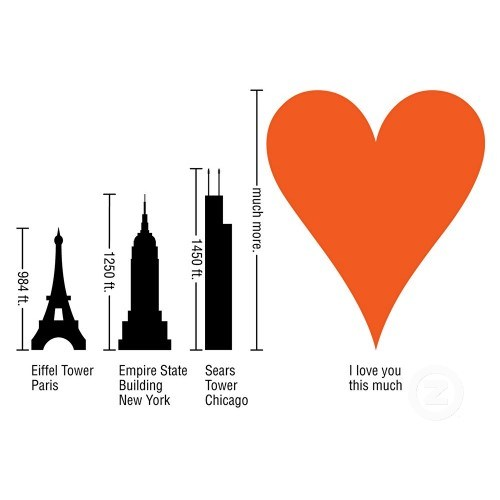 984 ft.
1250 ft.
1450 ft.
much more.
Eiffel Tower
Paris
Empire State
Building
New York
Sears
Tower
Chicago
I love you
this much
Z